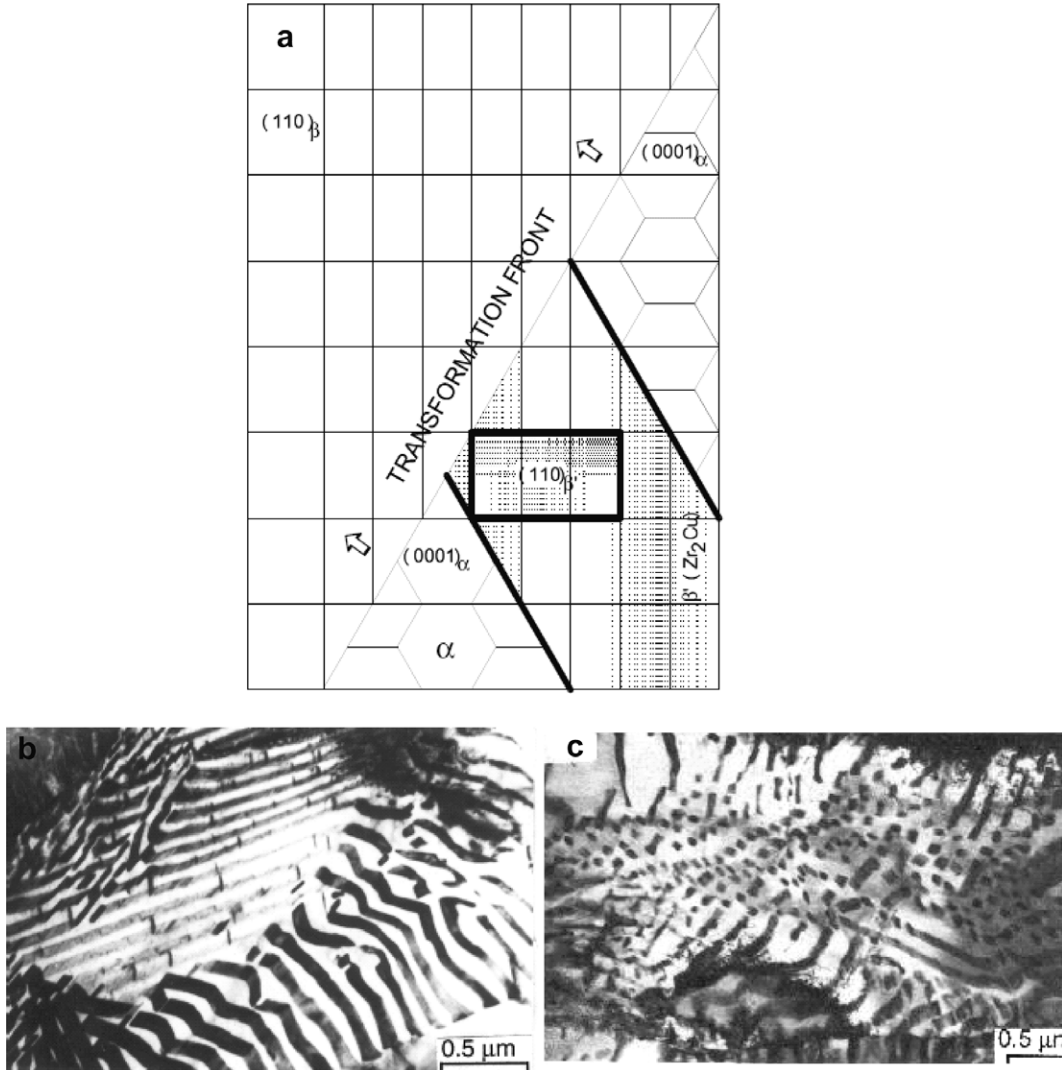 a
(110)β
(0001)α
TRANSFORMATION FRONT
(110)β'
β' (Zr2Cu)
(0001)α
α
b
c
0.5 μm
0.5 μm